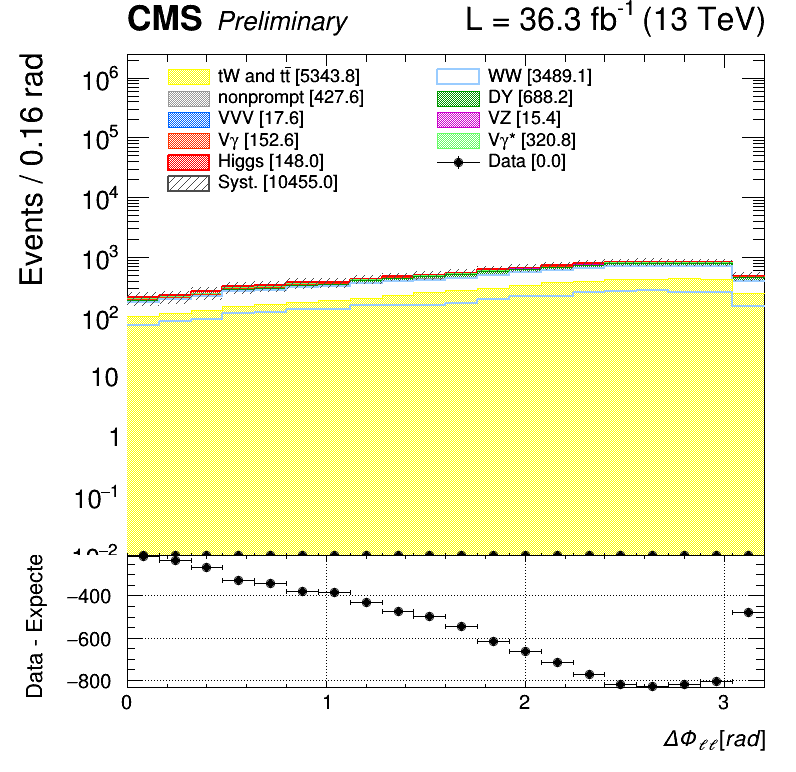 CMS Preliminary L = 36.3 fb⁻¹ (13 TeV)
Events / 0.16 rad
10⁶
10⁵
10⁴
10³
10²
10
1
10⁻¹
10⁻²
tW and tt̄ [5343.8] WW [3489.1]
nonprompt [427.6] DY [688.2]
VVV [17.6] VZ [15.4]
Vγ [152.6] Vγ* [320.8]
Higgs [148.0] Data [0.0]
Syst. [10455.0]
Data - Expecte
−400
−600
−800
0 1 2 3
ΔΦℓℓ[rad]